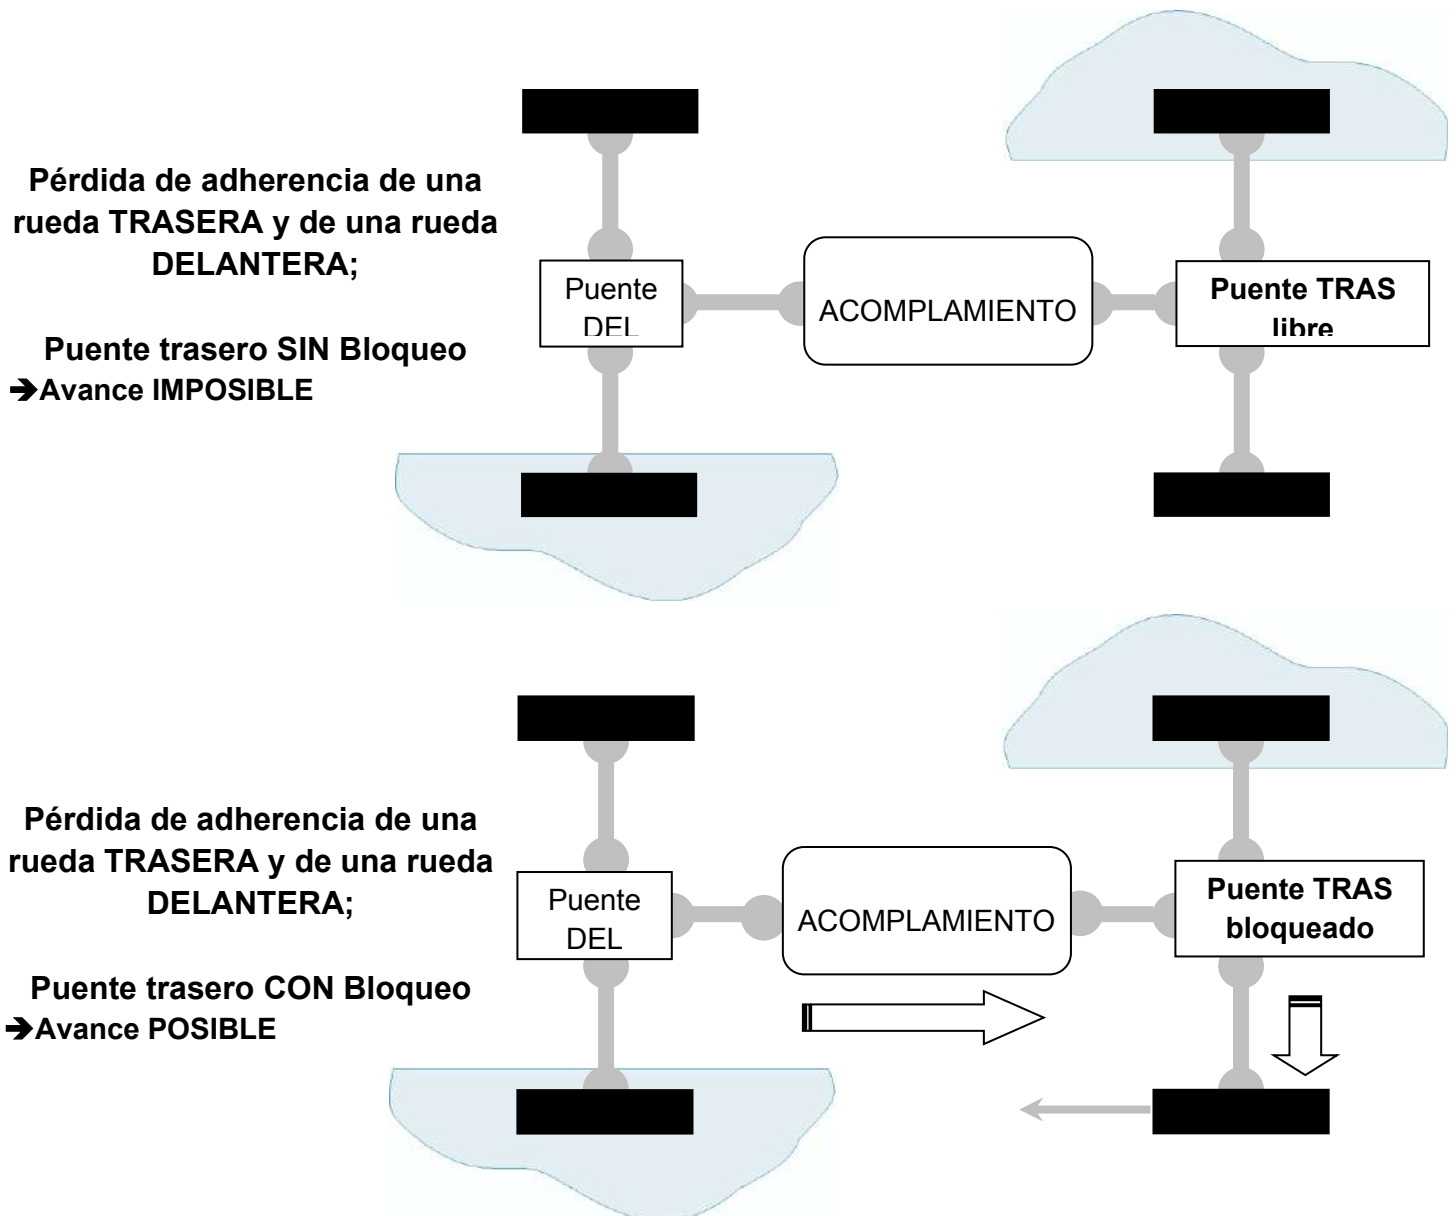 Pérdida de adherencia de una
rueda TRASERA y de una rueda
DELANTERA;
Puente trasero SIN Bloqueo
➔Avance IMPOSIBLE
Puente
DEL
ACOMPLAMIENTO
Puente TRAS
libre
Pérdida de adherencia de una
rueda TRASERA y de una rueda
DELANTERA;
Puente trasero CON Bloqueo
➔Avance POSIBLE
Puente
DEL
ACOMPLAMIENTO
Puente TRAS
bloqueado